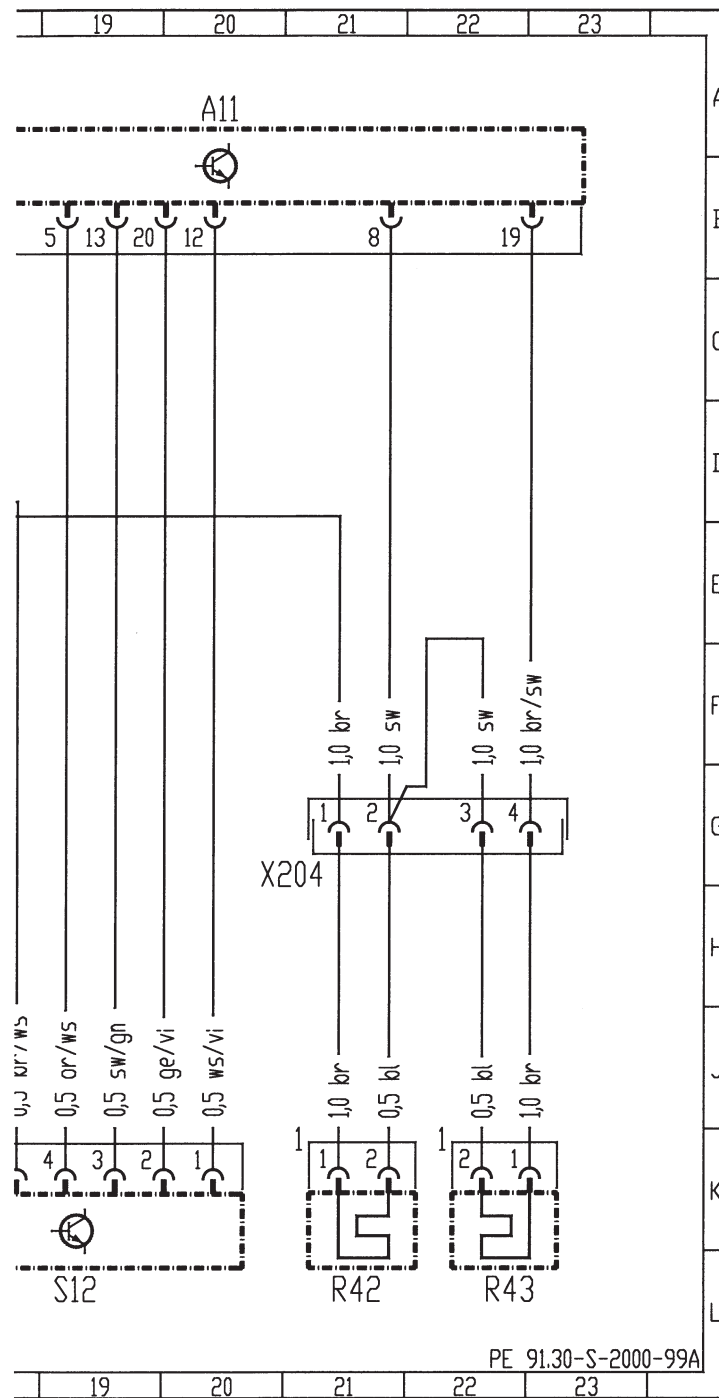 19 20 21 22 23
A11
5 13 20 12 8 19
C
E
F
1,0 br
1,0 sw
1,0 sw
1,0 br/sw
1 2 3 4
G
X204
H
0,5 br/ws
0,5 or/ws
0,5 sw/gn
0,5 ge/vi
0,5 ws/vi
1,0 br
0,5 bl
0,5 bl
1,0 br
4 3 2 1
1 1 2
1 2 1
K
S12 R42 R43
L
PE 91.30-S-2000-99A
19 20 21 22 23